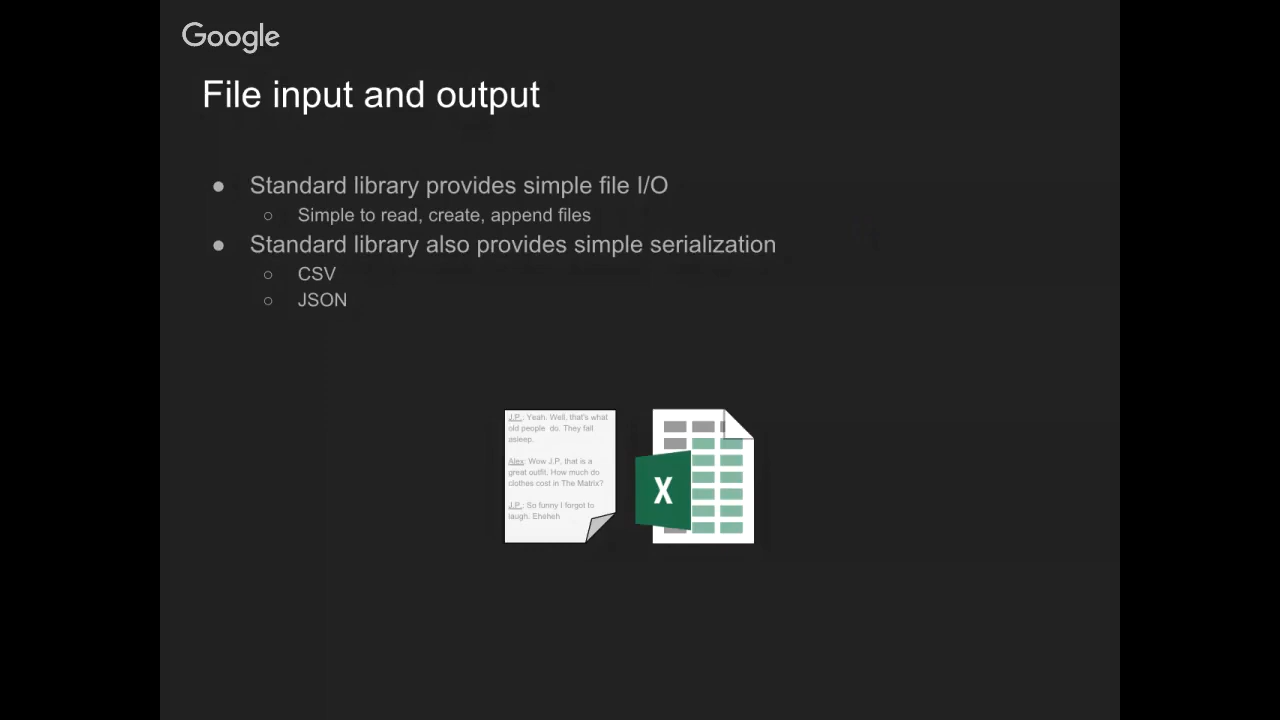 Google
File input and output
● Standard library provides simple file I/O
○ Simple to read, create, append files
● Standard library also provides simple serialization
○ CSV
○ JSON
J.P.: Yeah. Well, that's what
old people do. They fall
asleep.
Alex: Wow J.P, that is a
great outfit. How much do
clothes cost in The Matrix?
J.P.: So funny I forgot to
laugh. Eheheh
X